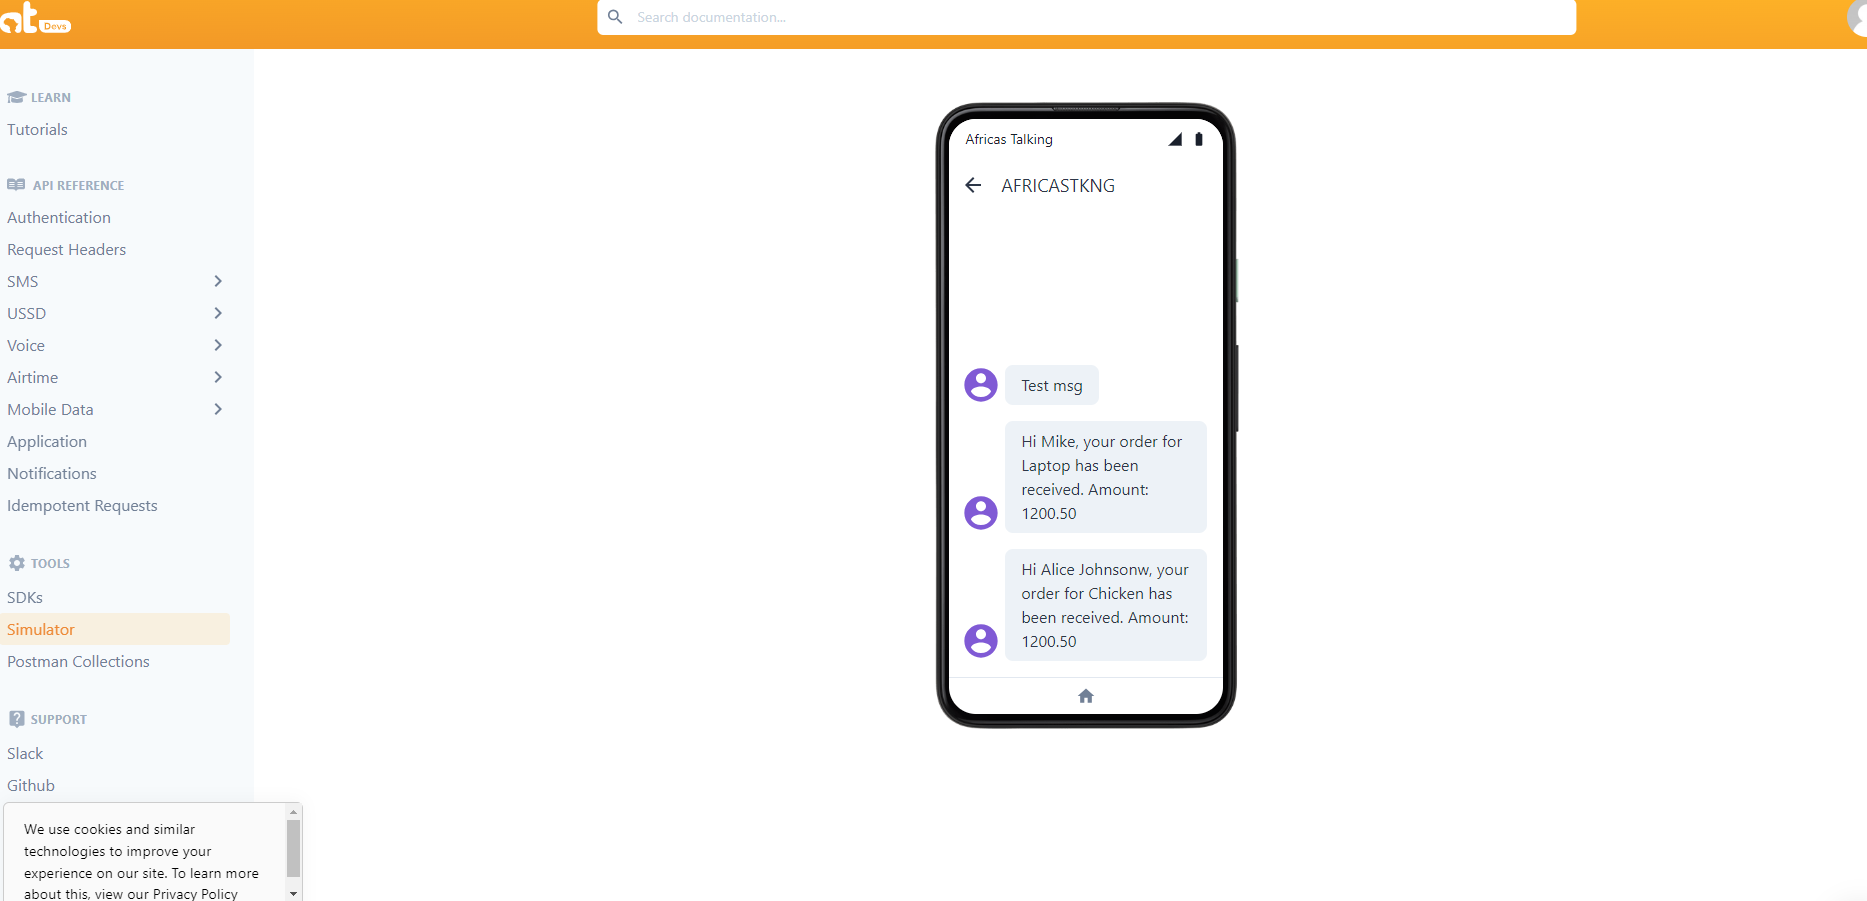 at Devs
Search documentation...
LEARN
Tutorials
API REFERENCE
Authentication
Request Headers
SMS
USSD
Voice
Airtime
Mobile Data
Application
Notifications
Idempotent Requests
TOOLS
SDKs
Simulator
Postman Collections
SUPPORT
Slack
Github
We use cookies and similar
technologies to improve your
experience on our site. To learn more
about this, view our Privacy Policy
Africas Talking
AFRICASTKNG
Test msg
Hi Mike, your order for
Laptop has been
received. Amount:
1200.50
Hi Alice Johnsonw, your
order for Chicken has
been received. Amount:
1200.50